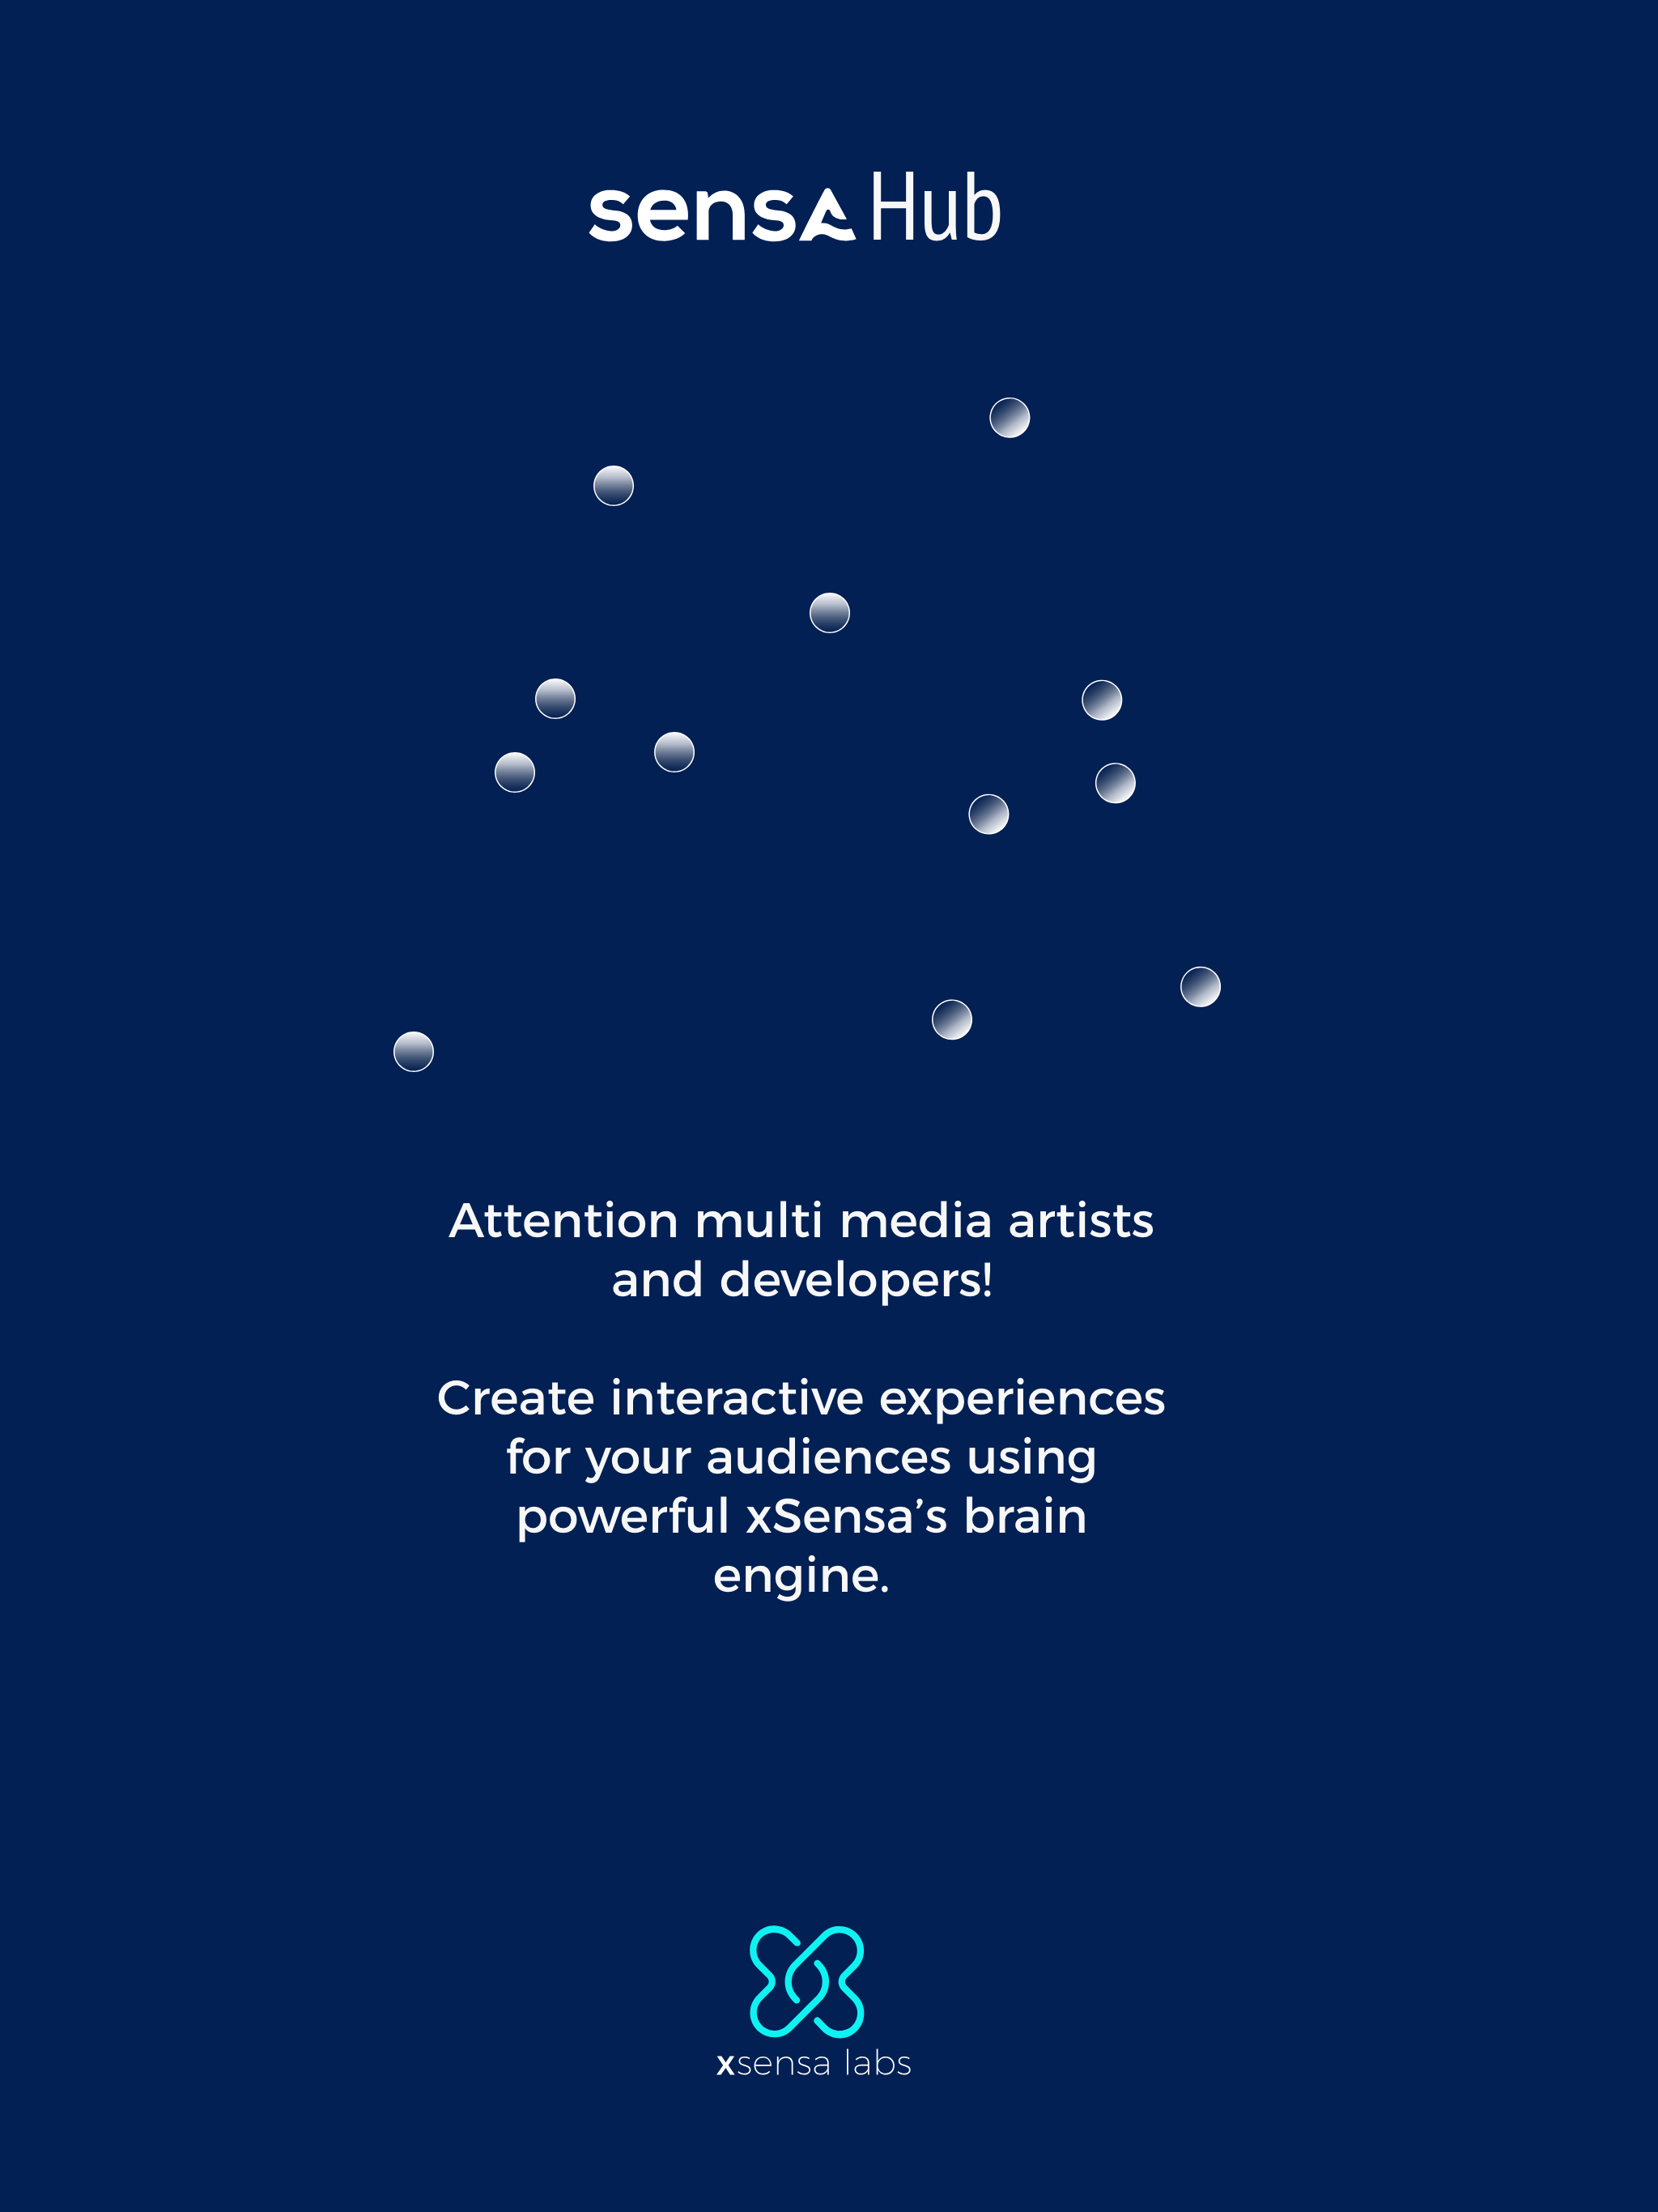 sensA Hub
Attention multi media artists
and developers!
Create interactive experiences
for your audiences using
powerful xSensa’s brain
engine.
xsensa labs